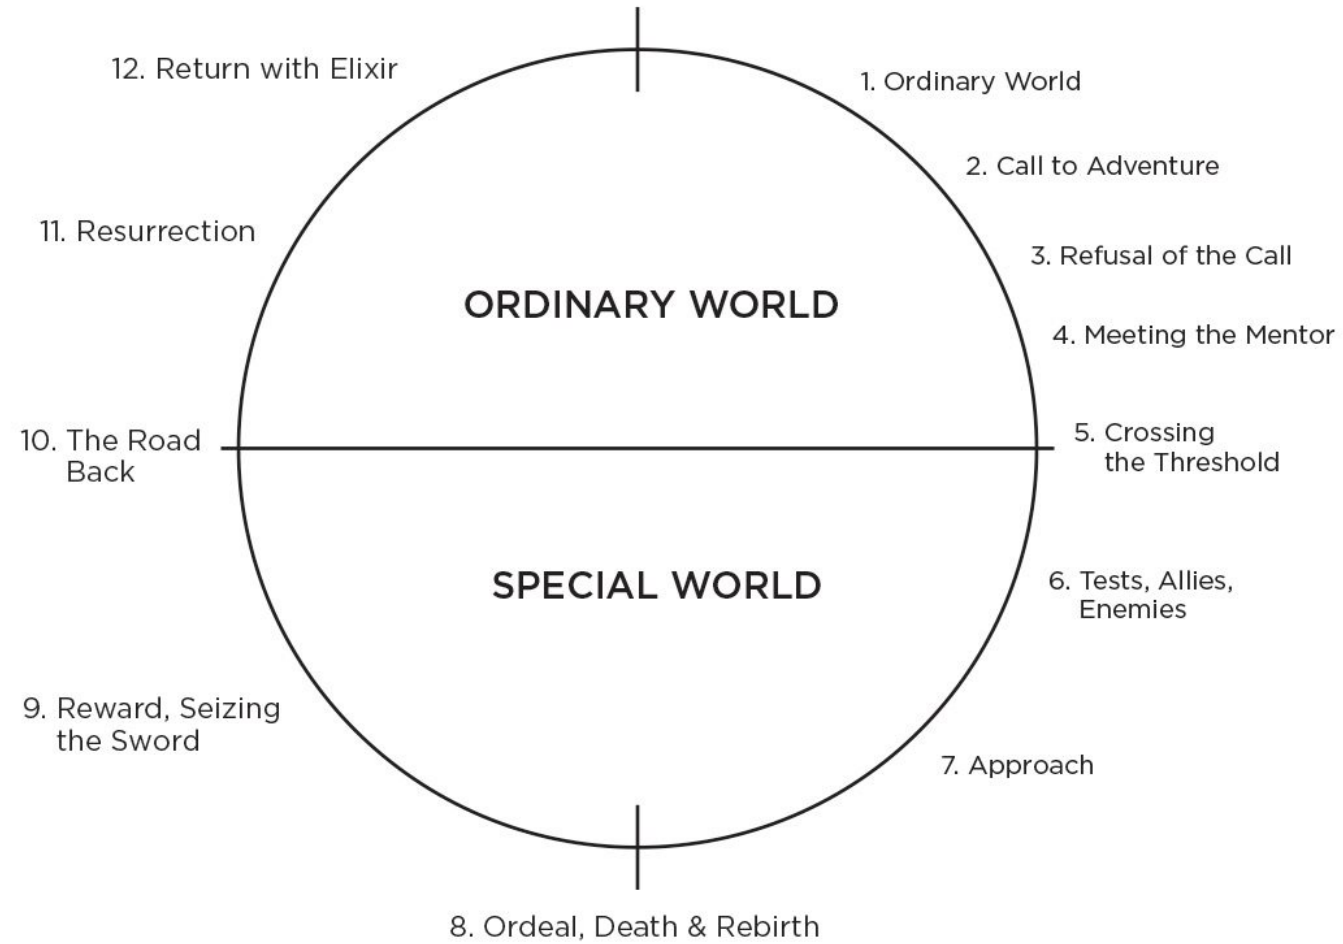 12. Return with Elixir
1. Ordinary World
2. Call to Adventure
11. Resurrection
3. Refusal of the Call
ORDINARY WORLD
4. Meeting the Mentor
10. The Road
Back
5. Crossing
the Threshold
SPECIAL WORLD
6. Tests, Allies,
Enemies
9. Reward, Seizing
the Sword
7. Approach
8. Ordeal, Death & Rebirth